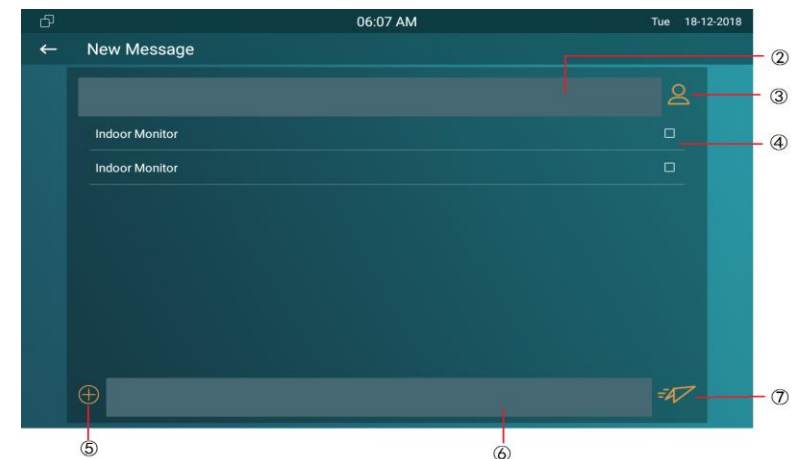 06:07 AM
Tue 18-12-2018
New Message
②
③
Indoor Monitor
④
Indoor Monitor
⑦
⑤
⑥